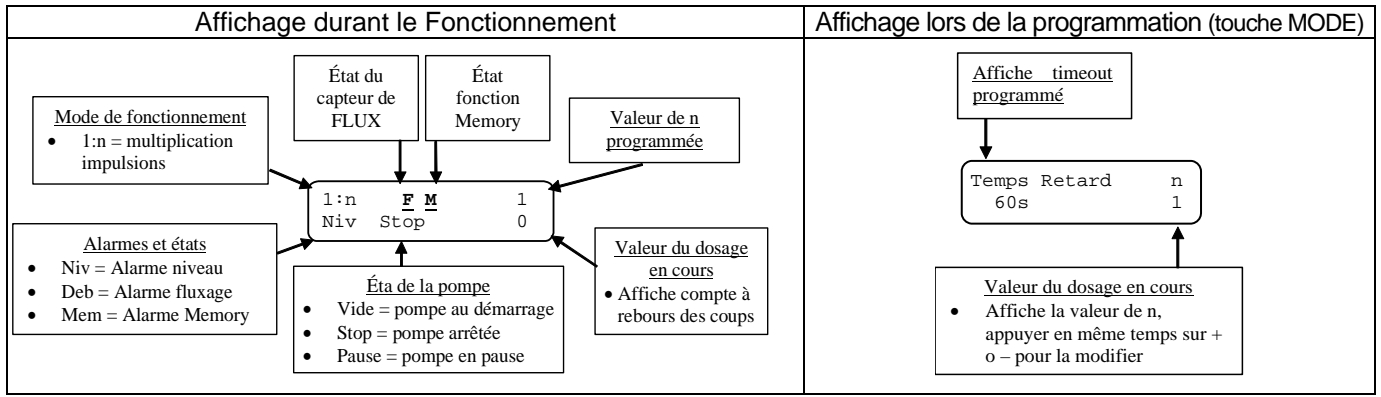 Affichage durant le Fonctionnement
Affichage lors de la programmation (touche MODE)
État du
capteur de
FLUX
État
fonction
Memory
Mode de fonctionnement
• 1:n = multiplication
impulsions
Valeur de n
programmée
1:n F M 1
Niv Stop 0
Alarmes et états
• Niv = Alarme niveau
• Deb = Alarme fluxage
• Mem = Alarme Memory
Éta de la pompe
• Vide = pompe au démarrage
• Stop = pompe arrêtée
• Pause = pompe en pause
Valeur du dosage
en cours
• Affiche compte à
rebours des coups
Affiche timeout
programmé
Temps Retard n
60s 1
Valeur du dosage en cours
• Affiche la valeur de n,
appuyer en même temps sur +
o – pour la modifier